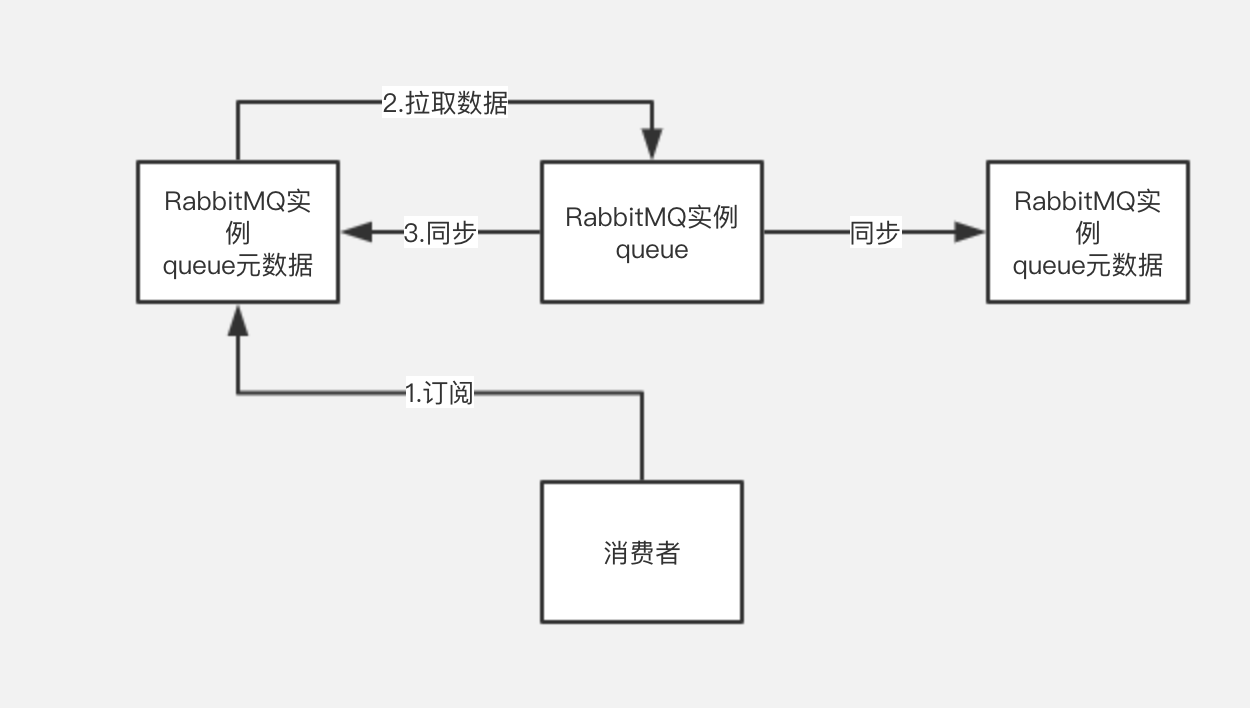 2.拉取数据
RabbitMQ实
例
queue元数据
3.同步
RabbitMQ实例
queue
同步
RabbitMQ实
例
queue元数据
1.订阅
消费者